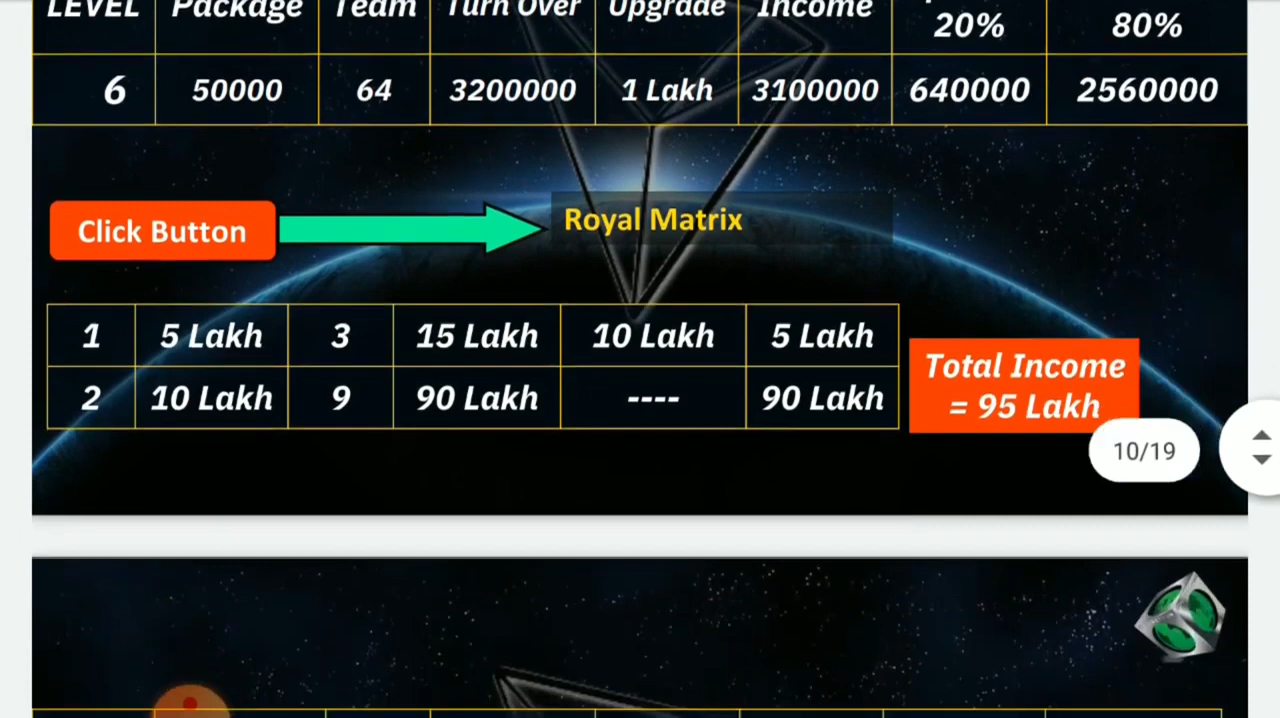 LEVEL Package Team Turn Over Upgrade Income 20% 80%
6 50000 64 3200000 1 Lakh 3100000 640000 2560000
Click Button Royal Matrix
1 5 Lakh 3 15 Lakh 10 Lakh 5 Lakh
2 10 Lakh 9 90 Lakh ---- 90 Lakh
Total Income
= 95 Lakh
10/19